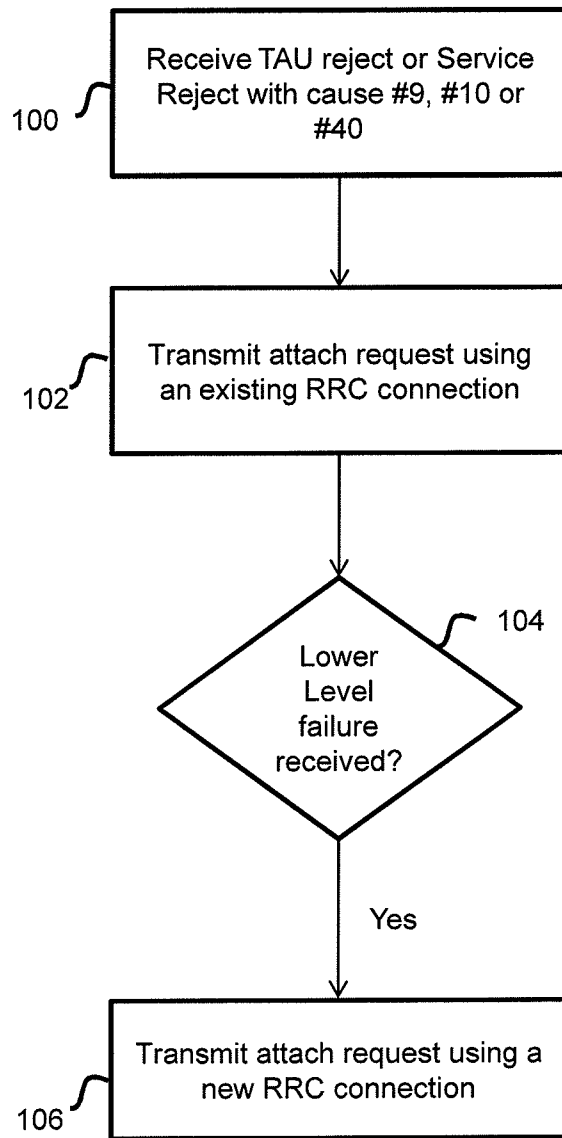 Receive TAU reject or Service
Reject with cause #9, #10 or
#40
100
Transmit attach request using
an existing RRC connection
102
104
Lower
Level
failure
received?
Yes
Transmit attach request using a
new RRC connection
106